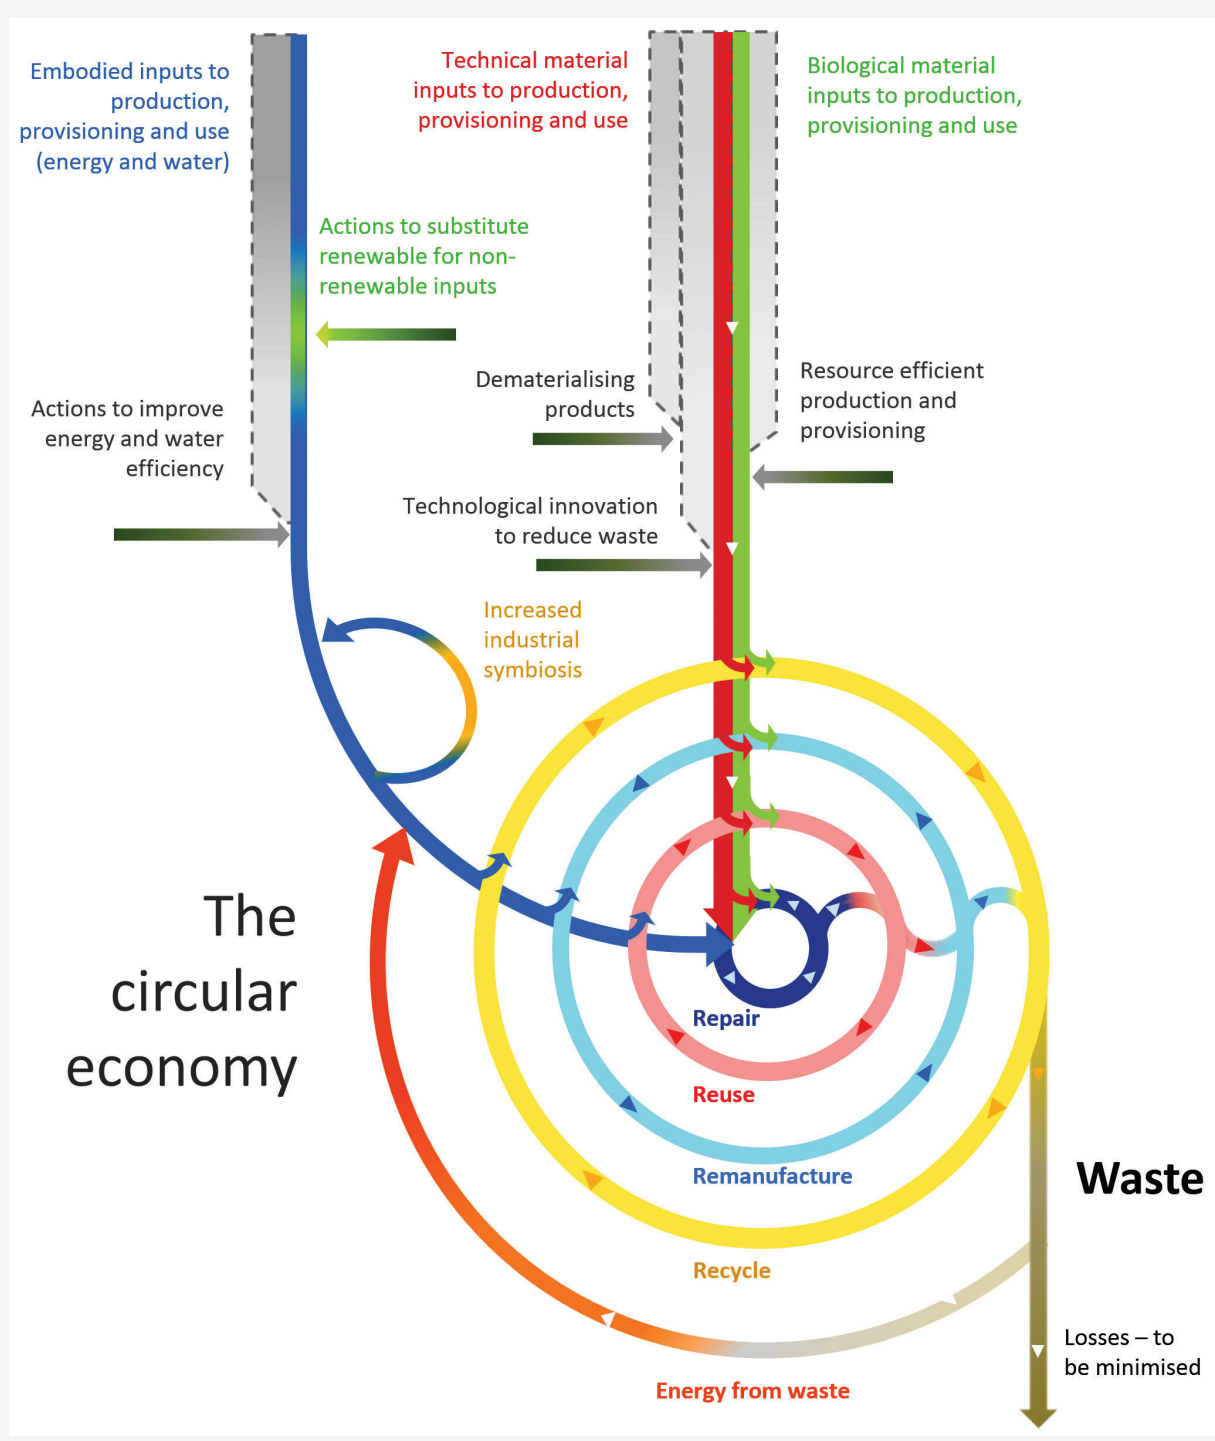 Embodied inputs to
production,
provisioning and use
(energy and water)
Technical material
inputs to production,
provisioning and use
Biological material
inputs to production,
provisioning and use
Actions to substitute
renewable for non-
renewable inputs
Actions to improve
energy and water
efficiency
Dematerialising
products
Resource efficient
production and
provisioning
Technological innovation
to reduce waste
Increased
industrial
symbiosis
The
circular
economy
Repair
Reuse
Remanufacture
Recycle
Waste
Losses – to
be minimised
Energy from waste